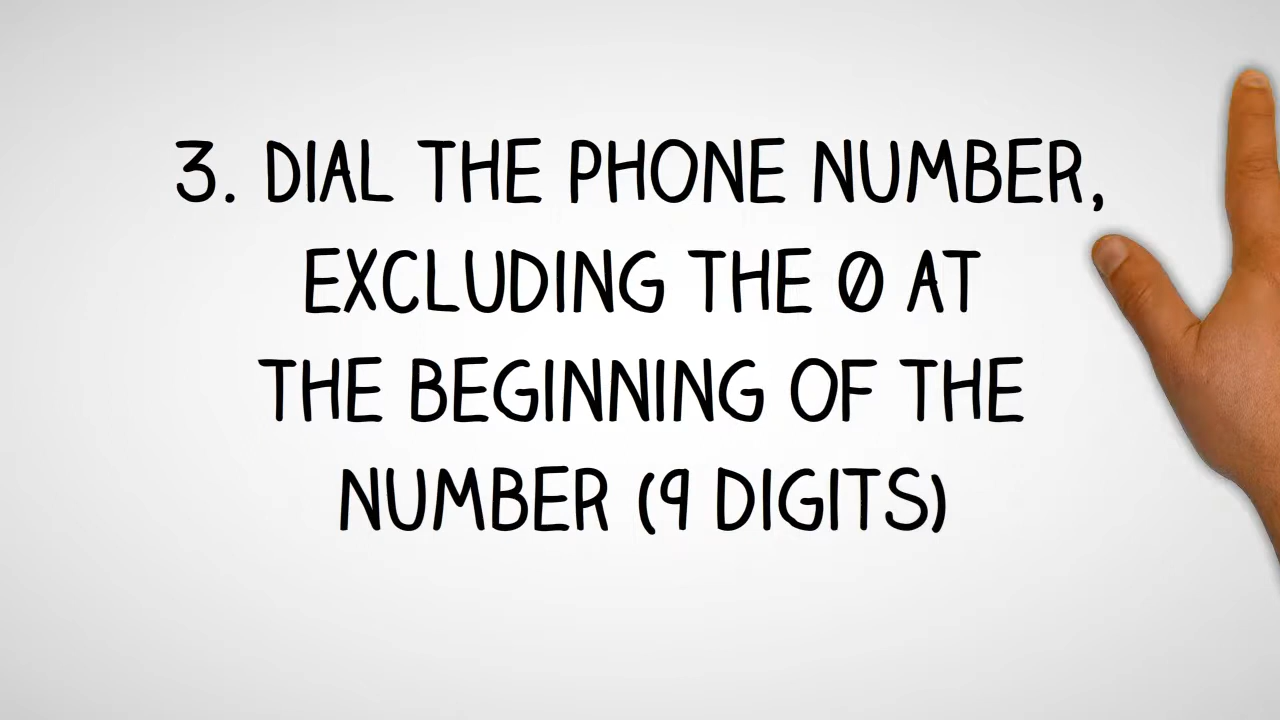 3. DIAL THE PHONE NUMBER,
EXCLUDING THE 0 AT
THE BEGINNING OF THE
NUMBER (9 DIGITS)